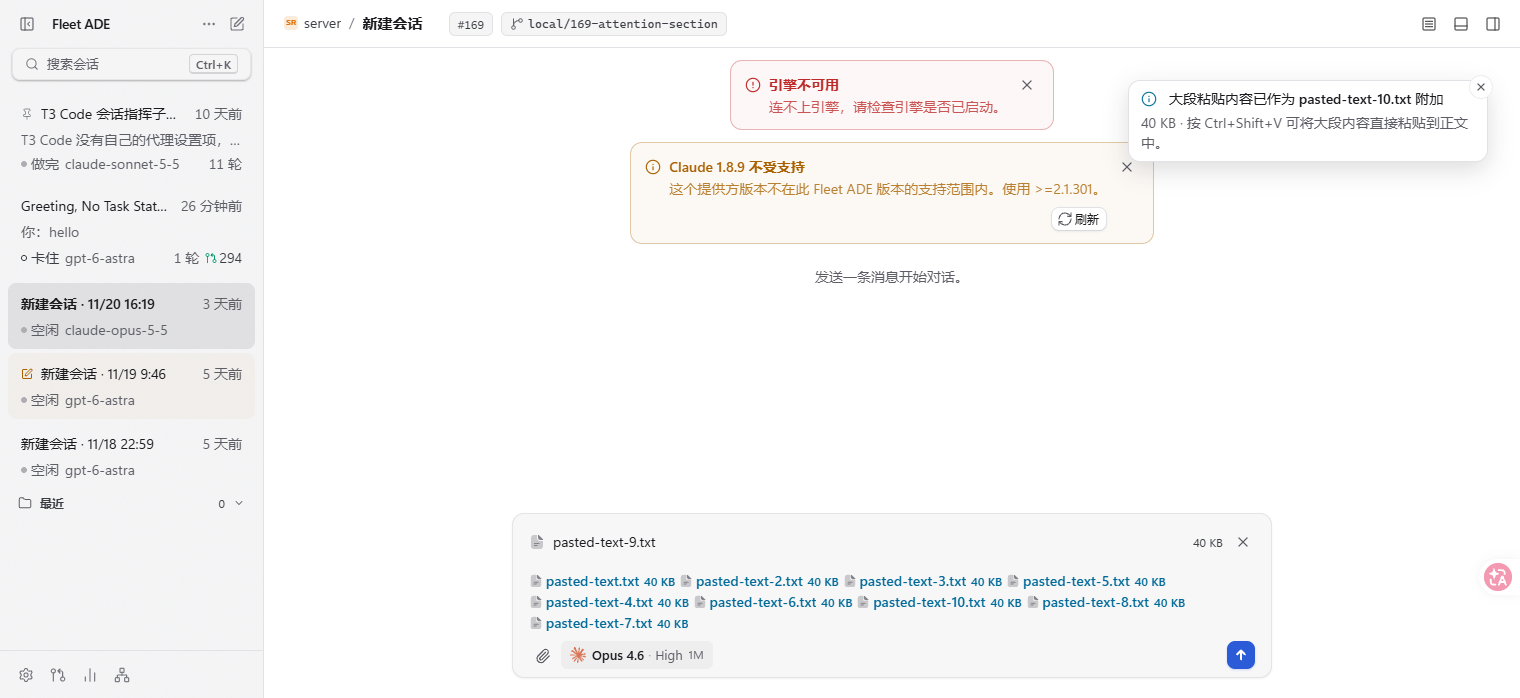 Fleet ADE
搜索会话 Ctrl+K
T3 Code 会话指挥子... 10 天前
T3 Code 没有自己的代理设置项，...
做完 claude-sonnet-5-5 11 轮
Greeting, No Task Stat... 26 分钟前
你：hello
卡住 gpt-6-astra 1 轮 294
新建会话 · 11/20 16:19 3 天前
空闲 claude-opus-5-5
新建会话 · 11/19 9:46 5 天前
空闲 gpt-6-astra
新建会话 · 11/18 22:59 5 天前
空闲 gpt-6-astra
最近 0
SR server / 新建会话 #169 local/169-attention-section
引擎不可用
连不上引擎，请检查引擎是否已启动。
Claude 1.8.9 不受支持
这个提供方版本不在此 Fleet ADE 版本的支持范围内。使用 >=2.1.301。
刷新
大段粘贴内容已作为 pasted-text-10.txt 附加
40 KB · 按 Ctrl+Shift+V 可将大段内容直接粘贴到正文
中。
发送一条消息开始对话。
pasted-text-9.txt 40 KB
pasted-text.txt 40 KB pasted-text-2.txt 40 KB pasted-text-3.txt 40 KB pasted-text-5.txt 40 KB
pasted-text-4.txt 40 KB pasted-text-6.txt 40 KB pasted-text-10.txt 40 KB pasted-text-8.txt 40 KB
pasted-text-7.txt 40 KB
Opus 4.6 · High 1M